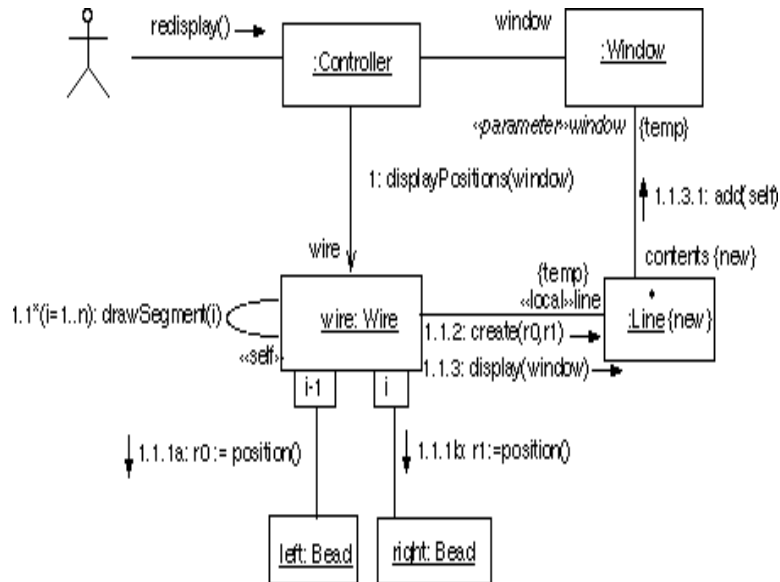 redisplay()
window
:Controller
:Window
«parameter»window {temp}
1: displayPositions(window)
1.1.3.1: add(self)
wire
contents {new}
{temp}
«local»line
1.1*(i=1..n): drawSegment(i)
wire: Wire
:Line{new}
1.1.2: create(r0,r1)
«self»
1.1.3: display(window)
i-1
i
1.1.1a: r0 := position()
1.1.1b: r1:=position()
left: Bead
right: Bead